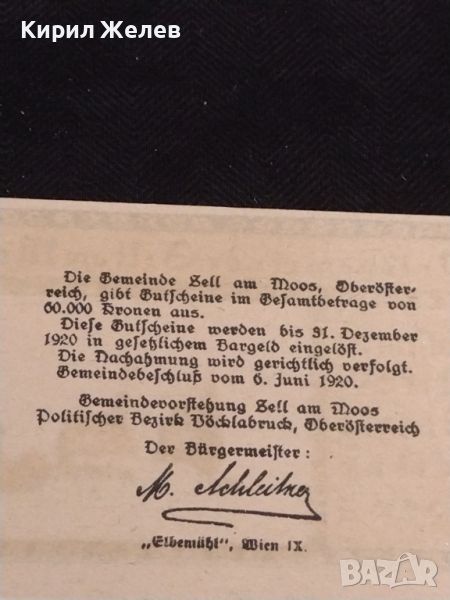 Кирил Желев
Die Gemeinde Zell am Moos, Oberöster-
reich, gibt Gutscheine im Gesamtbetrage von
60.000 Kronen aus.
Diese Gutscheine werden bis 31. Dezember
1920 in gesetzlichem Bargeld eingelöst.
Die Nachahmung wird gerichtlich verfolgt.
Gemeindebeschluß vom 6. Juni 1920.
Gemeindevorstehung Zell am Moos
Politischer Bezirk Vöcklabruck, Oberösterreich
Der Bürgermeister:
M. Schleitner
„Elbemühl", Wien IX.
BAZAR